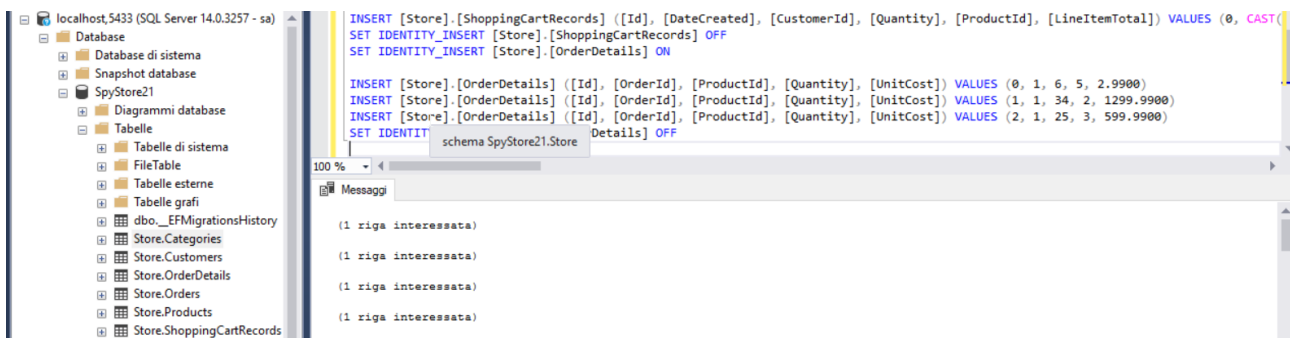 localhost,5433 (SQL Server 14.0.3257 - sa)
Database
Database di sistema
Snapshot database
SpyStore21
Diagrammi database
Tabelle
Tabelle di sistema
FileTable
Tabelle esterne
Tabelle grafi
dbo.__EFMigrationsHistory
Store.Categories
Store.Customers
Store.OrderDetails
Store.Orders
Store.Products
Store.ShoppingCartRecords
INSERT [Store].[ShoppingCartRecords] ([Id], [DateCreated], [CustomerId], [Quantity], [ProductId], [LineItemTotal]) VALUES (0, CAST(
SET IDENTITY_INSERT [Store].[ShoppingCartRecords] OFF
SET IDENTITY_INSERT [Store].[OrderDetails] ON
INSERT [Store].[OrderDetails] ([Id], [OrderId], [ProductId], [Quantity], [UnitCost]) VALUES (0, 1, 6, 5, 2.9900)
INSERT [Store].[OrderDetails] ([Id], [OrderId], [ProductId], [Quantity], [UnitCost]) VALUES (1, 1, 34, 2, 1299.9900)
INSERT [Store].[OrderDetails] ([Id], [OrderId], [ProductId], [Quantity], [UnitCost]) VALUES (2, 1, 25, 3, 599.9900)
SET IDENTIT Details] OFF
schema SpyStore21.Store
100 %
Messaggi
(1 riga interessata)
(1 riga interessata)
(1 riga interessata)
(1 riga interessata)